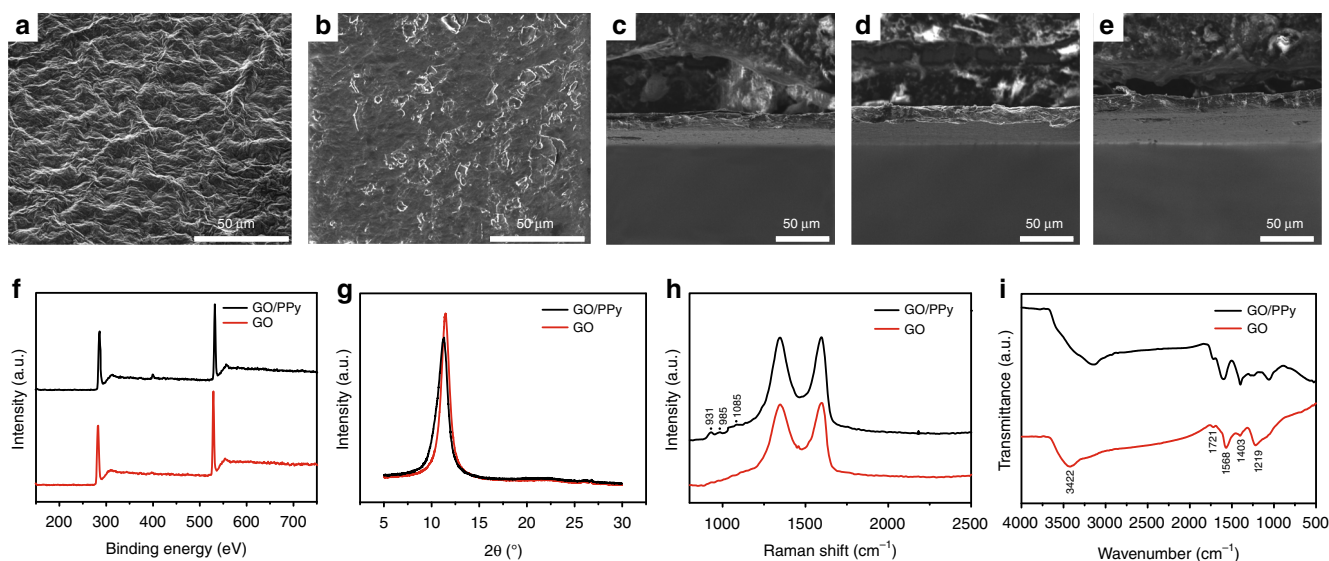 a
b
c
d
e
50 μm
50 μm
50 μm
50 μm
50 μm
f
Intensity (a.u.)
GO/PPy
GO
200 300 400 500 600 700
Binding energy (eV)
g
Intensity (a.u.)
GO/PPy
GO
5 10 15 20 25 30
2θ (°)
h
Intensity (a.u.)
GO/PPy
GO
931
985
1085
1000 1500 2000 2500
Raman shift (cm⁻¹)
i
Transmittance (a.u.)
GO/PPy
GO
3422
1721
1568
1403
1219
4000 3500 3000 2500 2000 1500 1000 500
Wavenumber (cm⁻¹)